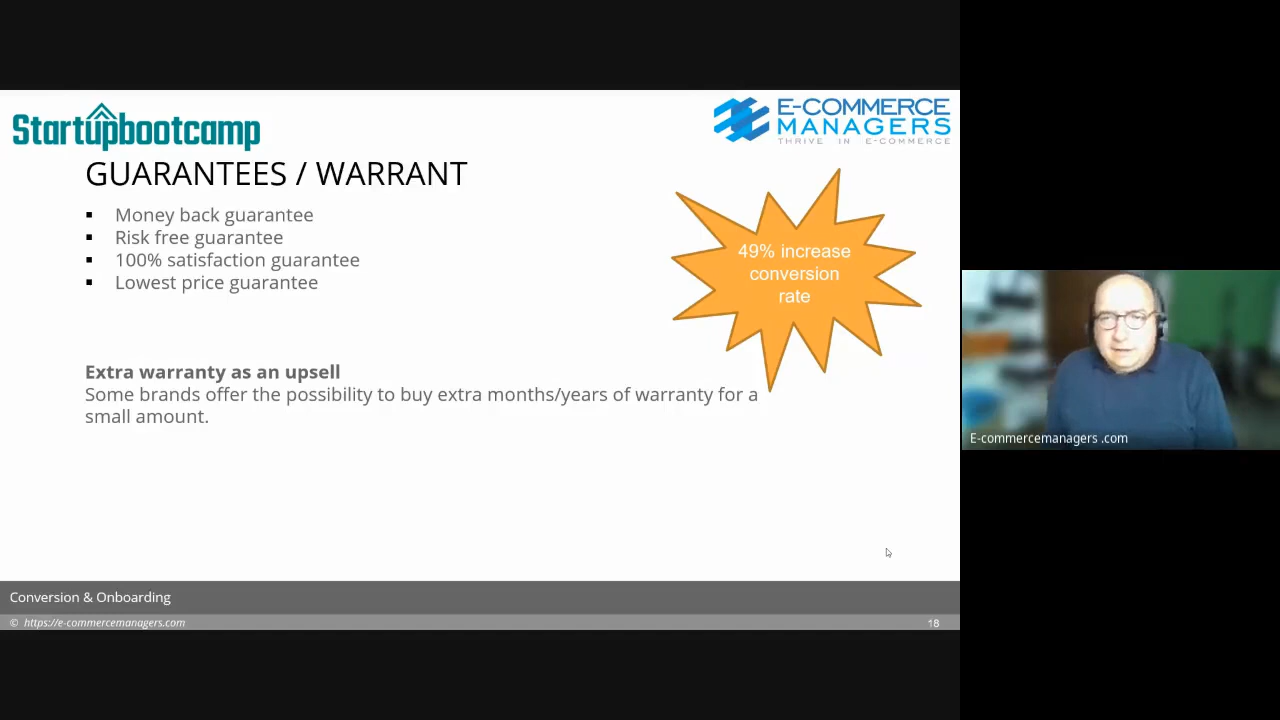 Startupbootcamp
E-COMMERCE
MANAGERS
THRIVE IN E-COMMERCE
GUARANTEES / WARRANT
▪ Money back guarantee
▪ Risk free guarantee
▪ 100% satisfaction guarantee
▪ Lowest price guarantee
49% increase
conversion
rate
Extra warranty as an upsell
Some brands offer the possibility to buy extra months/years of warranty for a
small amount.
E-commercemanagers .com
Conversion & Onboarding
© https://e-commercemanagers.com
18